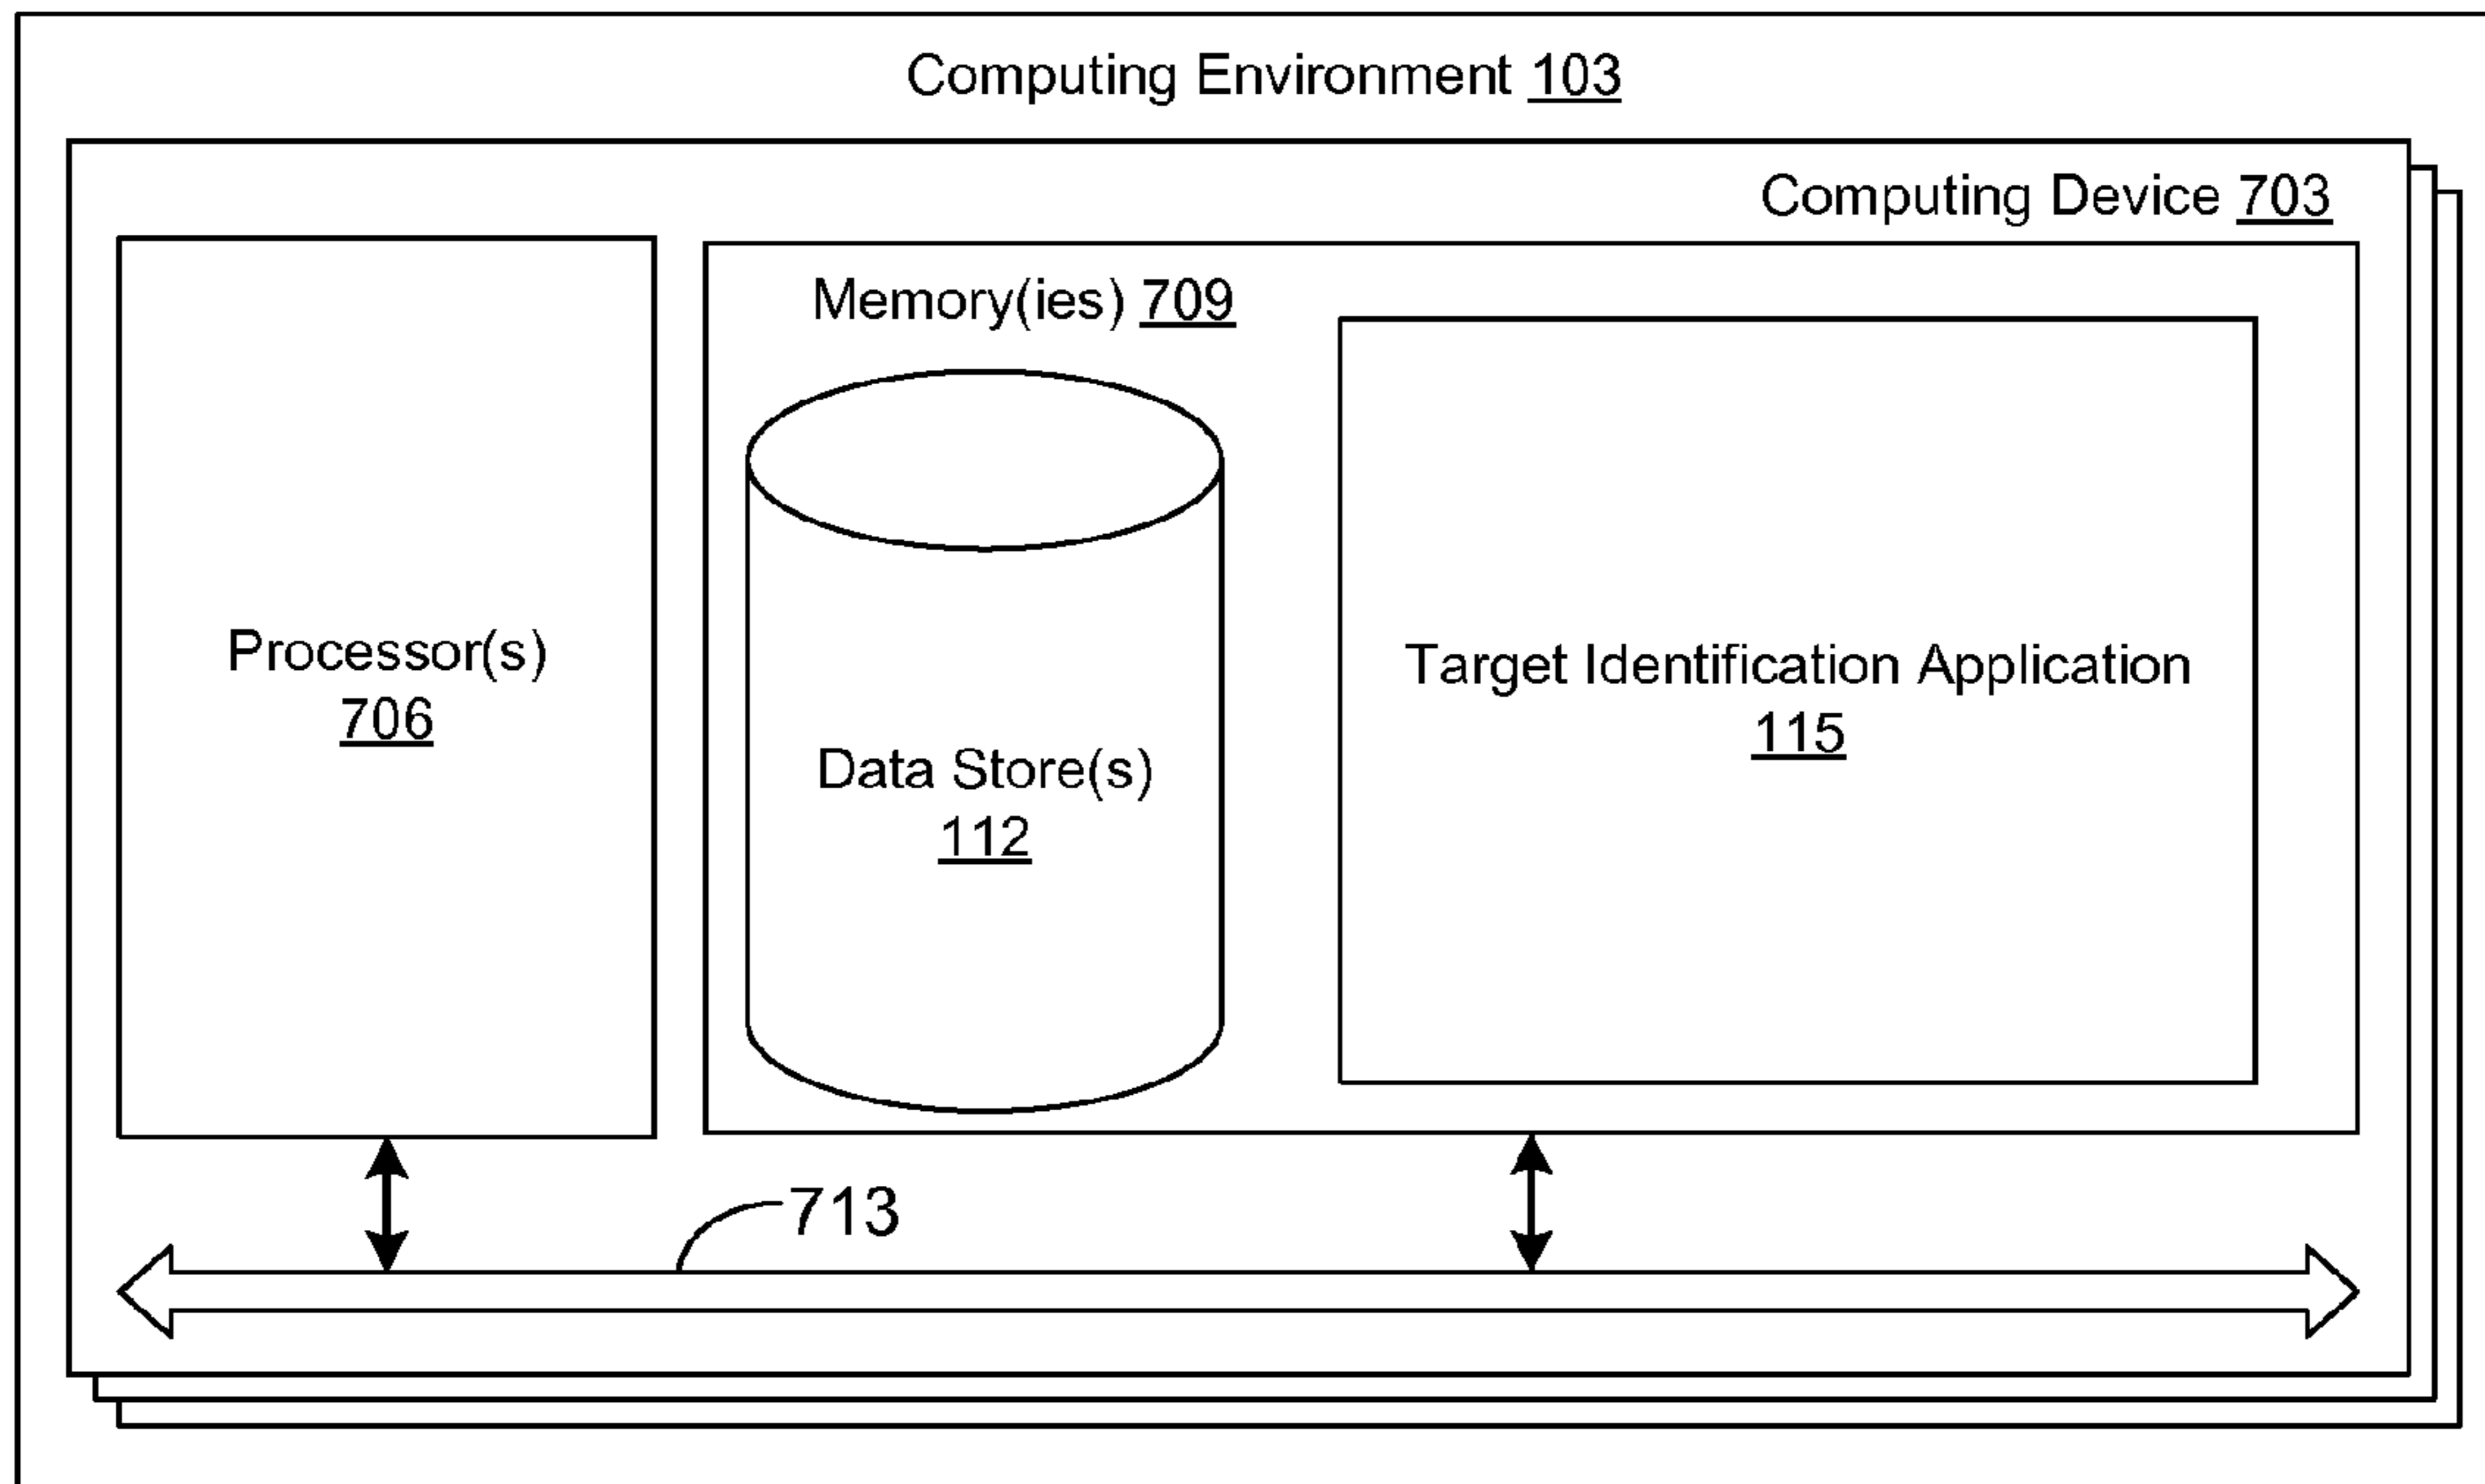 Computing Environment 103
Computing Device 703
Memory(ies) 709
Processor(s)
706
Data Store(s)
112
Target Identification Application
115
713